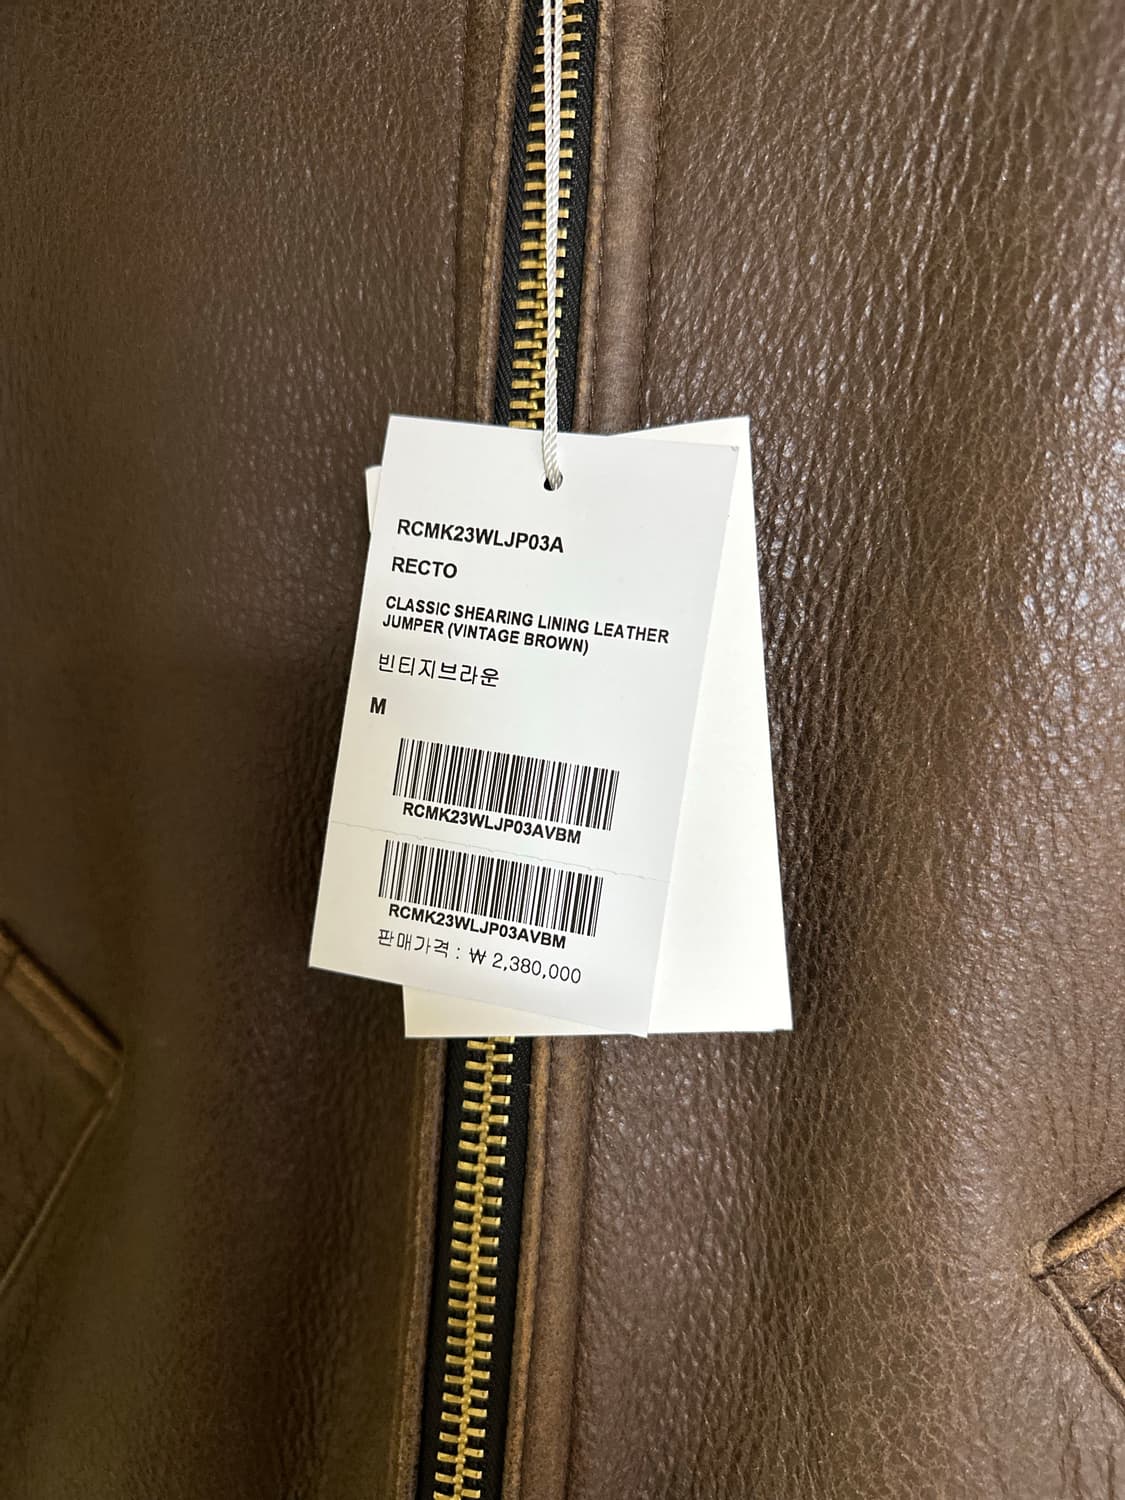 RCMK23WLJP03A
RECTO
CLASSIC SHEARING LINING LEATHER
JUMPER (VINTAGE BROWN)
빈티지브라운
M
RCMK23WLJP03AVBM
RCMK23WLJP03AVBM
판매가격 : ₩ 2,380,000